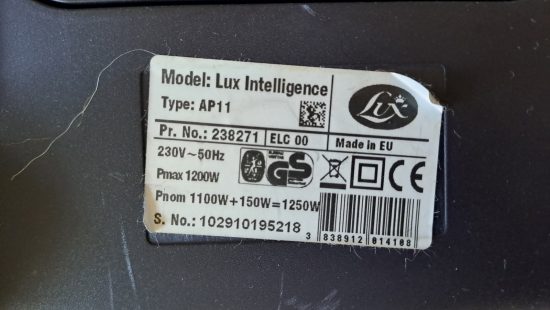 Model: Lux Intelligence
Type: AP11
Lux
Pr. No.: 238271 ELC 00
Made in EU
230V~50Hz
Pmax 1200W
GS
CE
Pnom 1100W+150W=1250W
S. No.: 102910195218
3 838912 014108